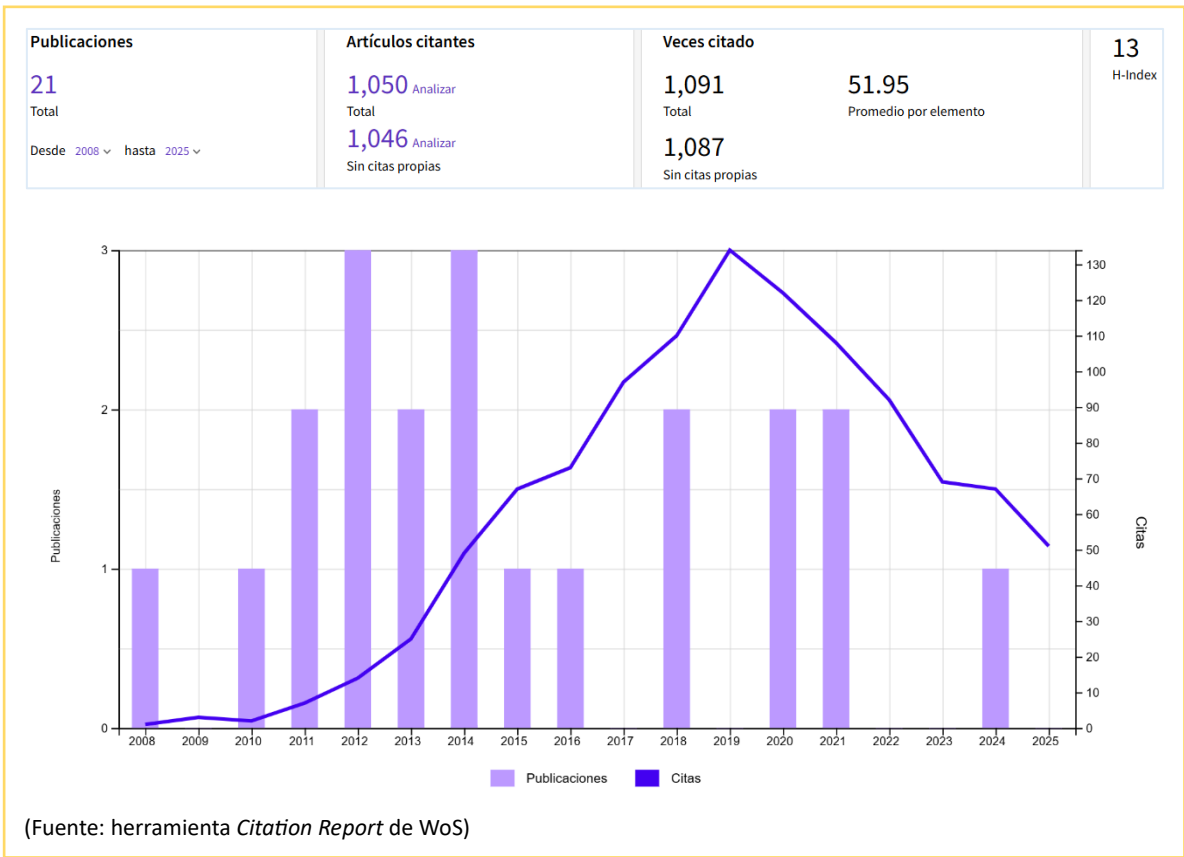 Publicaciones
21
Total
Desde 2008 hasta 2025
Artículos citantes
1,050 Analizar
Total
1,046 Analizar
Sin citas propias
Veces citado
1,091
Total
51.95
Promedio por elemento
1,087
Sin citas propias
13
H-Index
3
2
1
0
Publicaciones
130
120
110
100
90
80
70
60
50
40
30
20
10
0
Citas
2008 2009 2010 2011 2012 2013 2014 2015 2016 2017 2018 2019 2020 2021 2022 2023 2024 2025
Publicaciones Citas
(Fuente: herramienta Citation Report de WoS)